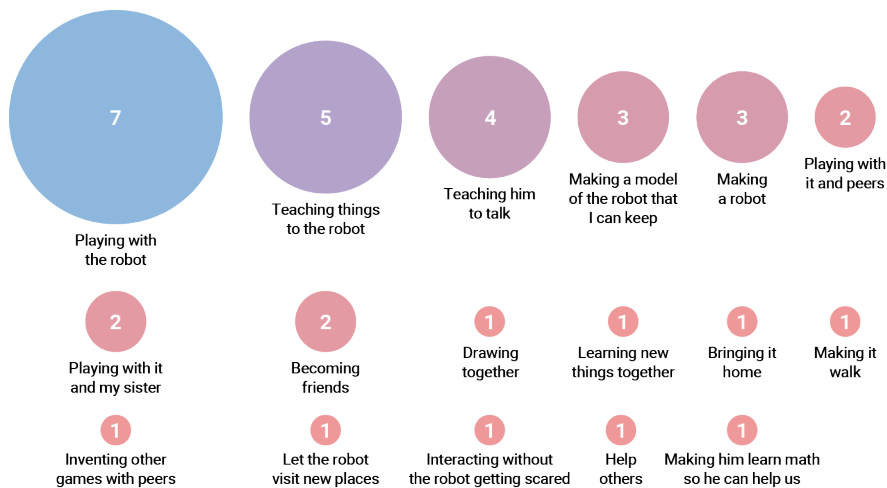 7
5
4
3
3
2
Playing with
the robot
Teaching things
to the robot
Teaching him
to talk
Making a model
of the robot that
I can keep
Making
a robot
Playing with
it and peers
2
2
1
1
1
1
Playing with it
and my sister
Becoming
friends
Drawing
together
Learning new
things together
Bringing it
home
Making it
walk
1
1
1
1
1
Inventing other
games with peers
Let the robot
visit new places
Interacting without
the robot getting scared
Help
others
Making him learn math
so he can help us